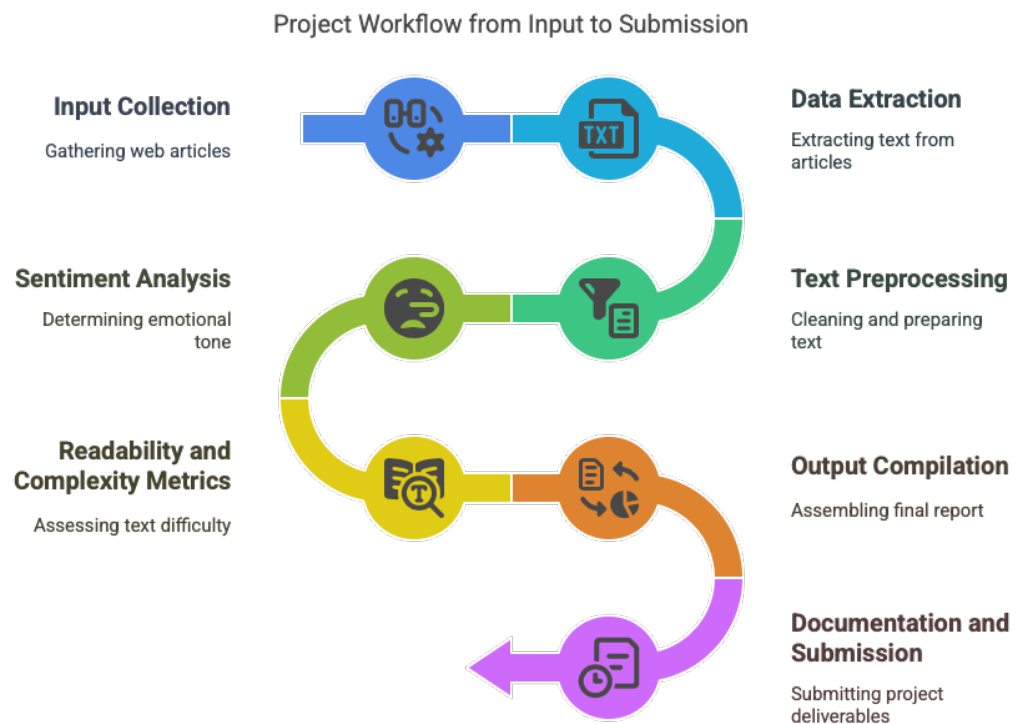 Project Workflow from Input to Submission
Input Collection
Gathering web articles
TXT
Data Extraction
Extracting text from
articles
Sentiment Analysis
Determining emotional
tone
Text Preprocessing
Cleaning and preparing
text
Readability and
Complexity Metrics
Assessing text difficulty
T
Output Compilation
Assembling final report
Documentation and
Submission
Submitting project
deliverables